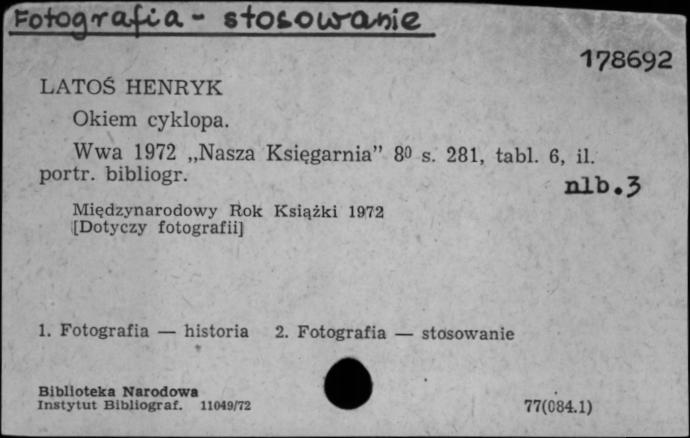 Fotografia - stosowanie
178692
LATOŚ HENRYK
Okiem cyklopa.
Wwa 1972 „Nasza Księgarnia” 8⁰ s. 281, tabl. 6, il.
portr. bibliogr.
nlb.3
Międzynarodowy Rok Książki 1972
[Dotyczy fotografii]
1. Fotografia — historia 2. Fotografia — stosowanie
Biblioteka Narodowa
Instytut Bibliograf. 11049/72
77(084.1)